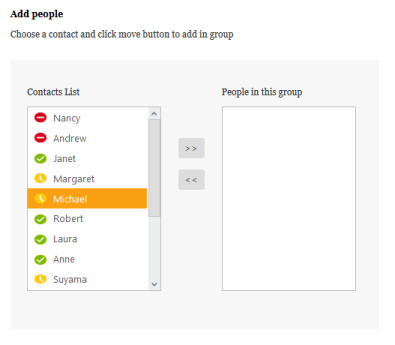 Add people
Choose a contact and click move button to add in group
Contacts List
People in this group
Nancy
Andrew
Janet
Margaret
Michael
Robert
Laura
Anne
Suyama
>>
<<